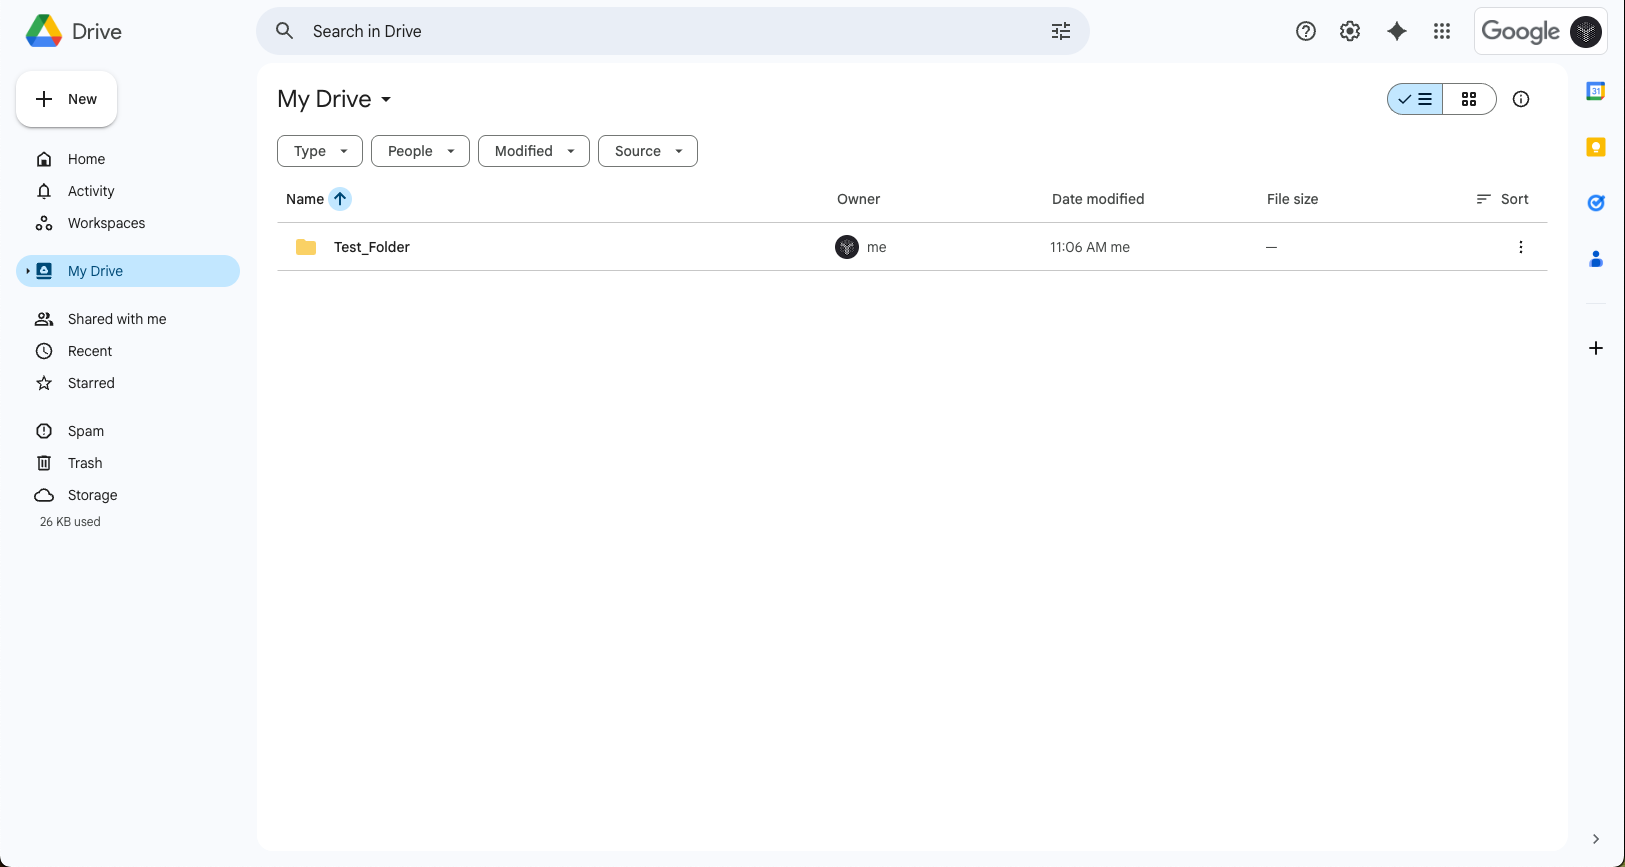 Drive
Search in Drive
Google
New
Home
Activity
Workspaces
My Drive
Shared with me
Recent
Starred
Spam
Trash
Storage
26 KB used
My Drive
Type People Modified Source
Name Owner Date modified File size Sort
Test_Folder me 11:06 AM me —
31